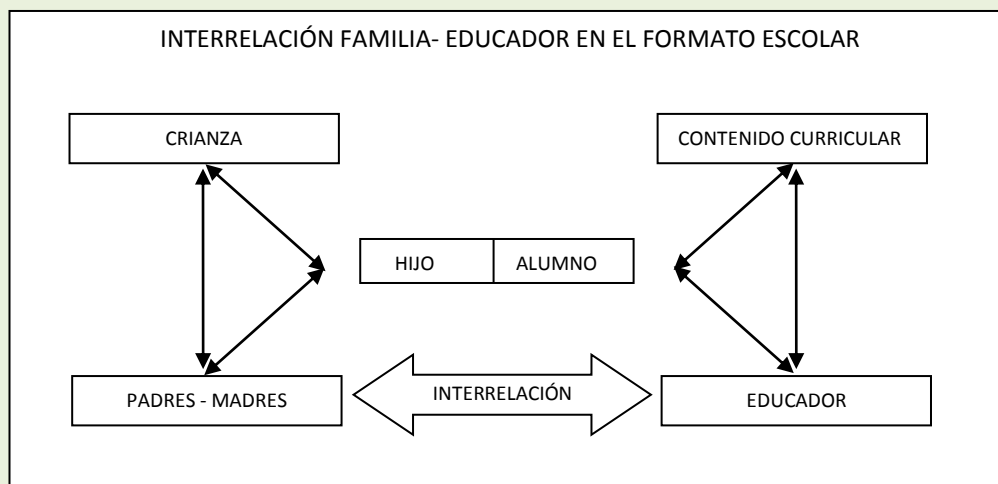 INTERRELACIÓN FAMILIA- EDUCADOR EN EL FORMATO ESCOLAR
CRIANZA
CONTENIDO CURRICULAR
HIJO
ALUMNO
PADRES - MADRES
INTERRELACIÓN
EDUCADOR